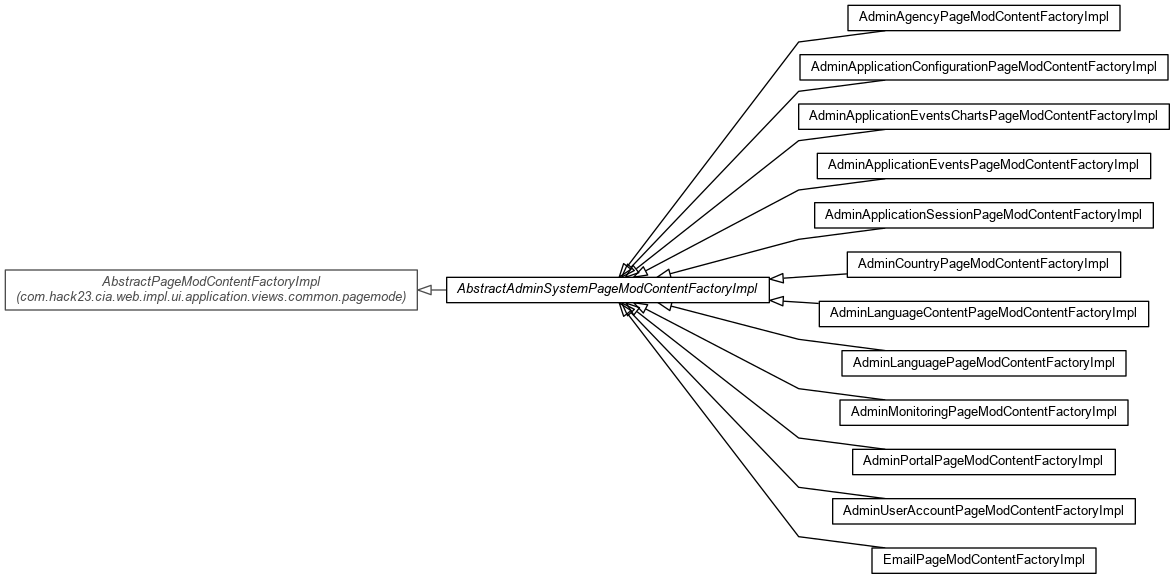 AdminAgencyPageModContentFactoryImpl
AdminApplicationConfigurationPageModContentFactoryImpl
AdminApplicationEventsChartsPageModContentFactoryImpl
AdminApplicationEventsPageModContentFactoryImpl
AdminApplicationSessionPageModContentFactoryImpl
AdminCountryPageModContentFactoryImpl
AbstractPageModContentFactoryImpl
(com.hack23.cia.web.impl.ui.application.views.common.pagemode)
AbstractAdminSystemPageModContentFactoryImpl
AdminLanguageContentPageModContentFactoryImpl
AdminLanguagePageModContentFactoryImpl
AdminMonitoringPageModContentFactoryImpl
AdminPortalPageModContentFactoryImpl
AdminUserAccountPageModContentFactoryImpl
EmailPageModContentFactoryImpl